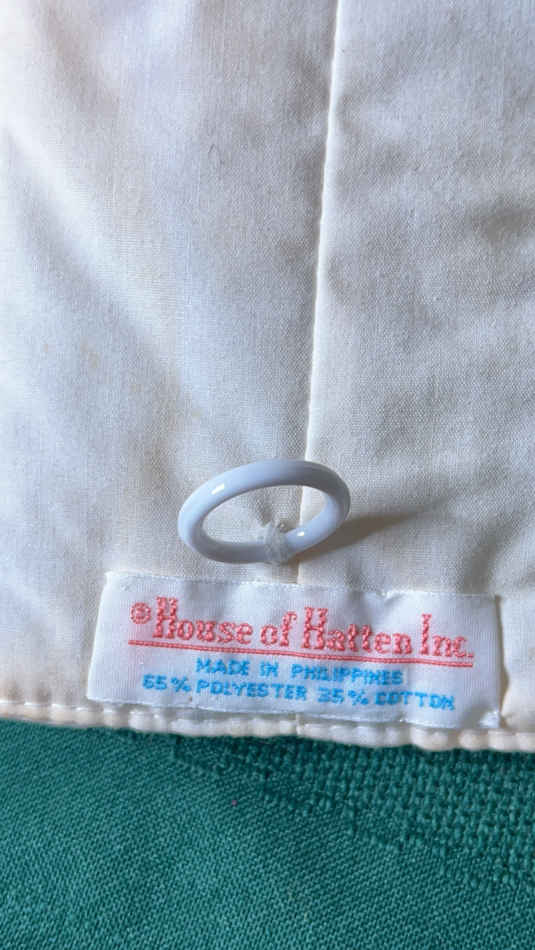 ® House of Hatten Inc.
MADE IN PHILIPPINES
65% POLYESTER 35% COTTON